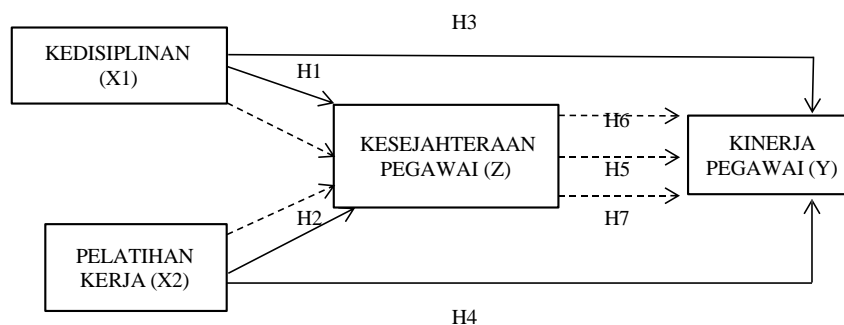 H3
KEDISIPLINAN
(X1)
H1
KESEJAHTERAAN
PEGAWAI (Z)
H6
H5
H7
KINERJA
PEGAWAI (Y)
H2
PELATIHAN
KERJA (X2)
H4